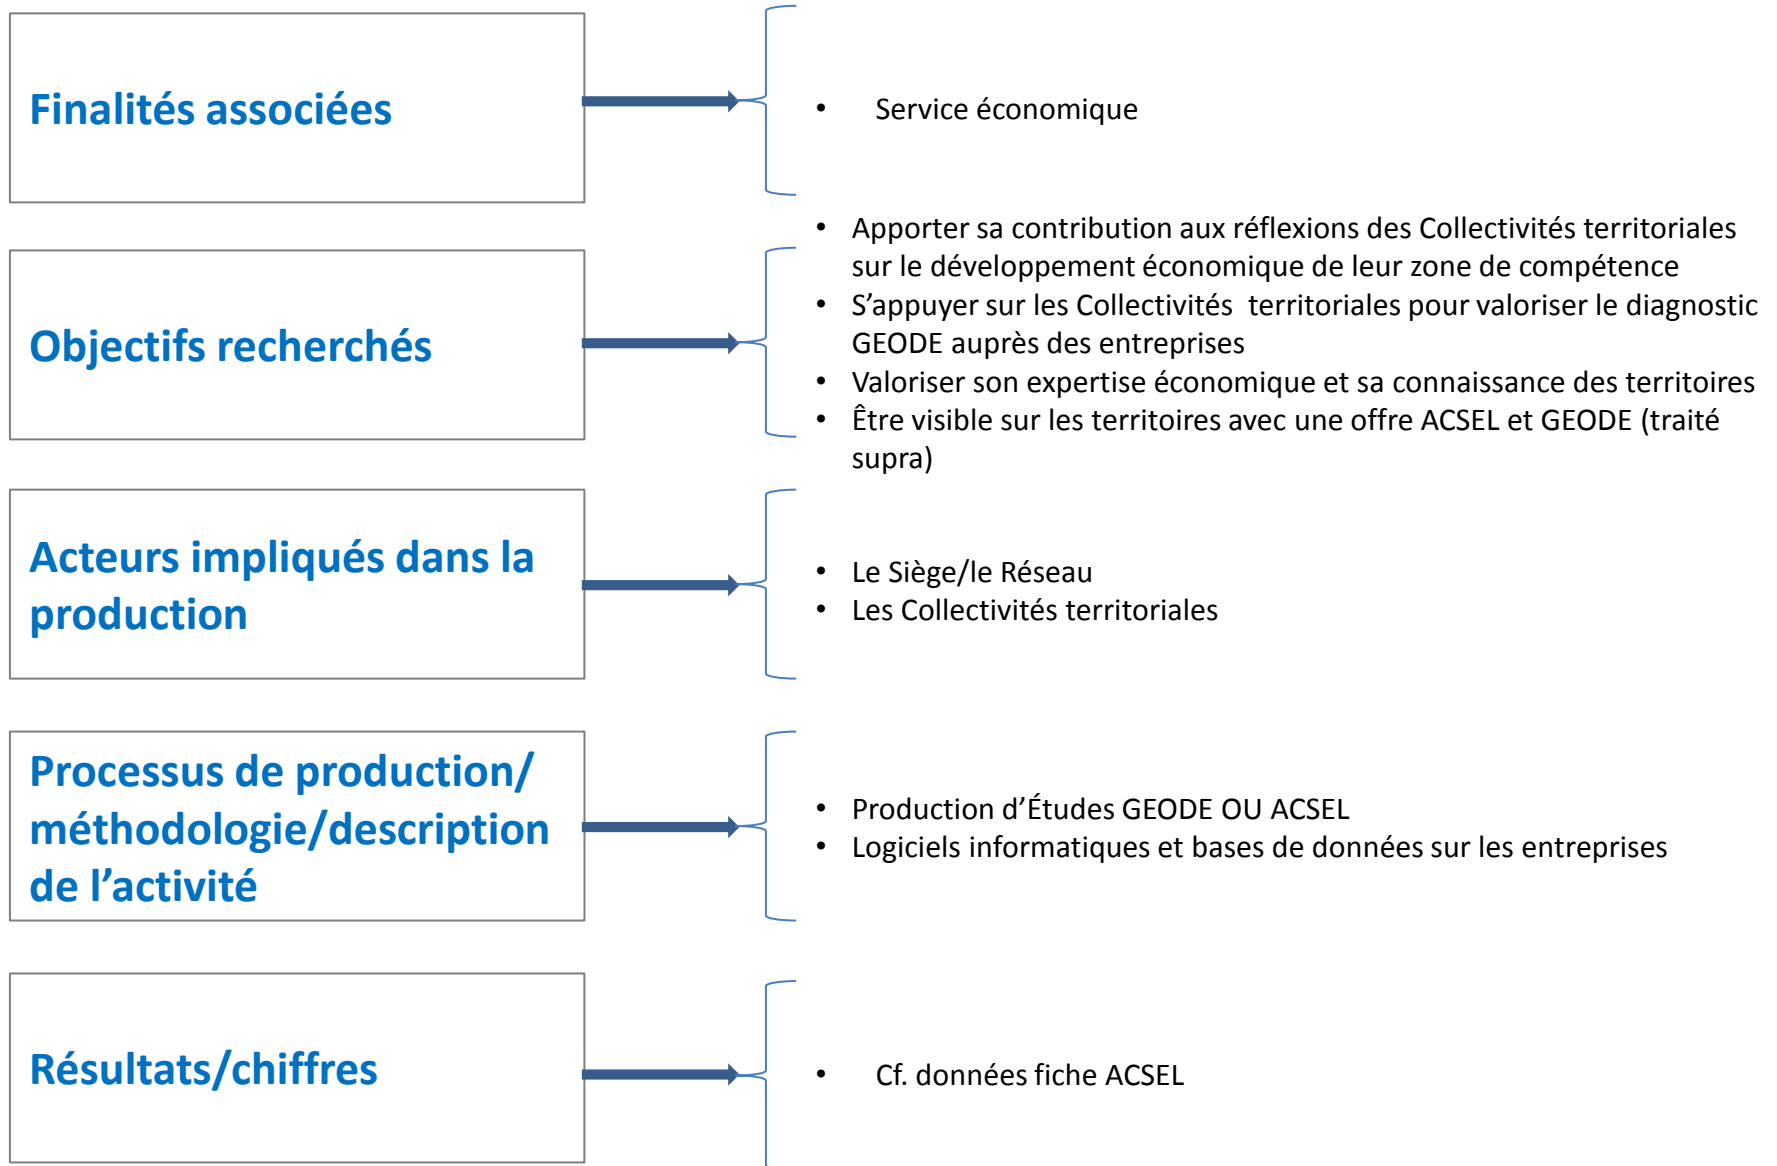 Finalités associées
• Service économique
Objectifs recherchés
• Apporter sa contribution aux réflexions des Collectivités territoriales
sur le développement économique de leur zone de compétence
• S’appuyer sur les Collectivités territoriales pour valoriser le diagnostic
GEODE auprès des entreprises
• Valoriser son expertise économique et sa connaissance des territoires
• Être visible sur les territoires avec une offre ACSEL et GEODE (traité
supra)
Acteurs impliqués dans la
production
• Le Siège/le Réseau
• Les Collectivités territoriales
Processus de production/
méthodologie/description
de l’activité
• Production d’Études GEODE OU ACSEL
• Logiciels informatiques et bases de données sur les entreprises
Résultats/chiffres
• Cf. données fiche ACSEL